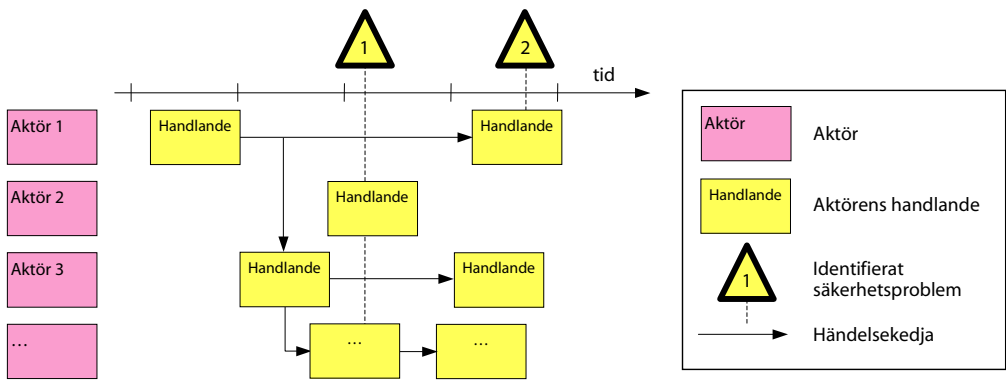 1
2
tid
Aktör 1
Handlande
Handlande
Aktör 2
Handlande
Aktör 3
Handlande
Handlande
...
...
...
Aktör
Aktör
Handlande
Aktörens handlande
1
Identifierat
säkerhetsproblem
Händelsekedja